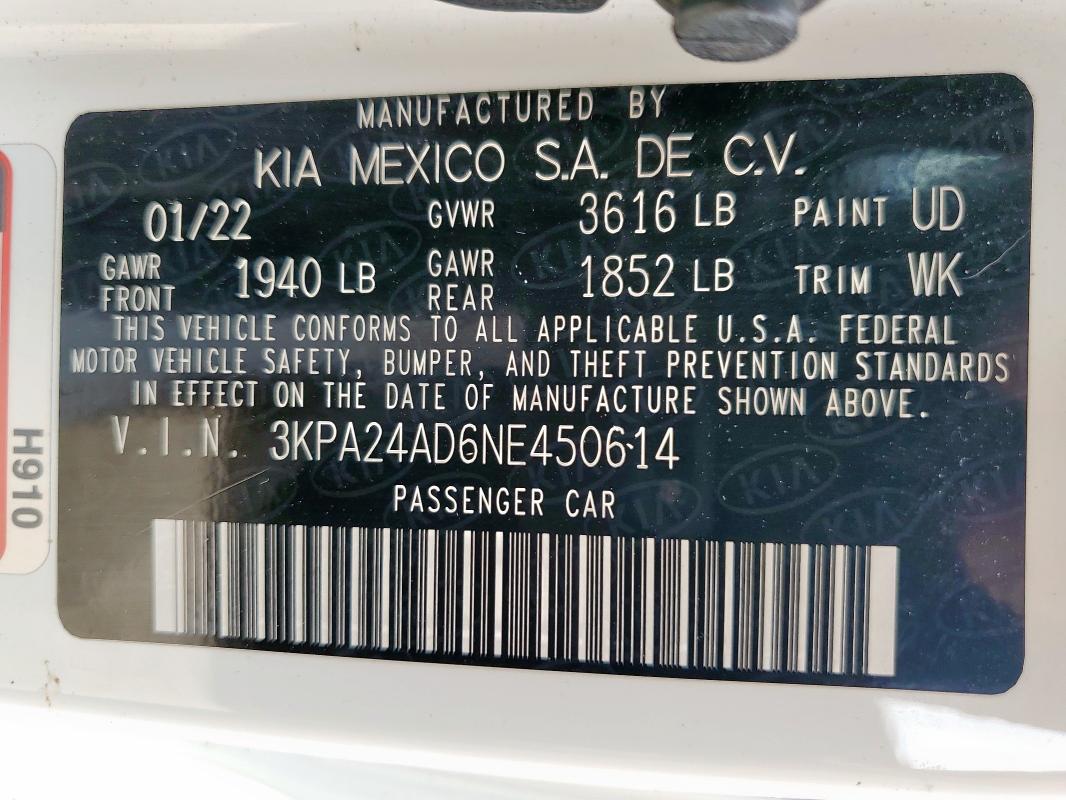 MANUFACTURED BY
KIA MEXICO S.A. DE C.V.
01/22 GVWR 3616 LB PAINT UD
GAWR FRONT 1940 LB GAWR REAR 1852 LB TRIM WK
THIS VEHICLE CONFORMS TO ALL APPLICABLE U.S.A. FEDERAL
MOTOR VEHICLE SAFETY, BUMPER, AND THEFT PREVENTION STANDARDS
IN EFFECT ON THE DATE OF MANUFACTURE SHOWN ABOVE.
V.I.N. 3KPA24AD6NE450614
PASSENGER CAR
H910